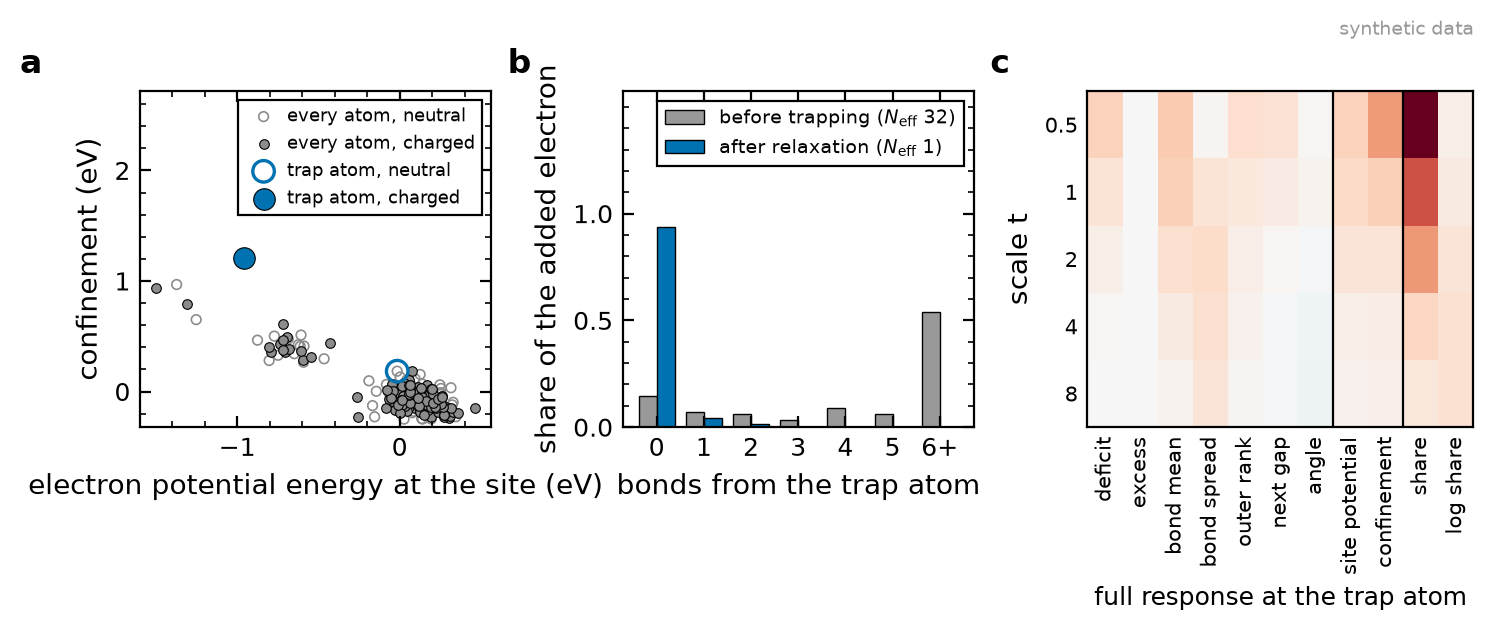 synthetic data
a
b
c
confinement (eV)
2
1
0
−1
0
electron potential energy at the site (eV)
every atom, neutral
every atom, charged
trap atom, neutral
trap atom, charged
share of the added electron
1.0
0.5
0.0
0
1
2
3
4
5
6+
bonds from the trap atom
before trapping (Neff 32)
after relaxation (Neff 1)
scale t
0.5
1
2
4
8
deficit
excess
bond mean
bond spread
outer rank
next gap
angle
site potential
confinement
share
log share
full response at the trap atom